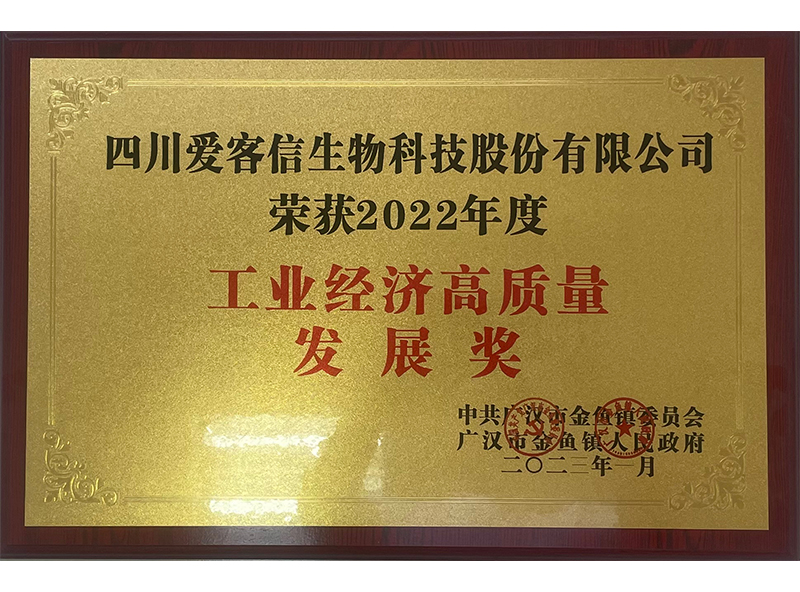 四川爱客信生物科技股份有限公司
荣获2022年度
工业经济高质量
发展奖
中共广汉市金鱼镇委员会
广汉市金鱼镇人民政府
二〇二三年一月